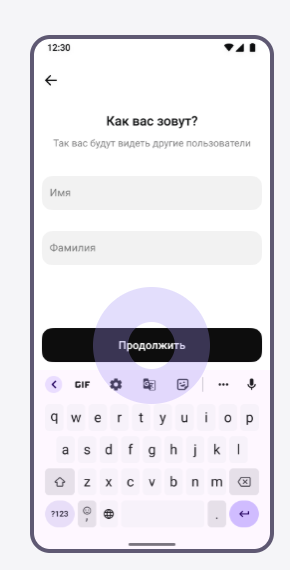 12:30
Как вас зовут?
Так вас будут видеть другие пользователи
Имя
Фамилия
Продолжить
GIF
q w e r t y u i o p
a s d f g h j k l
z x c v b n m
?123 , .